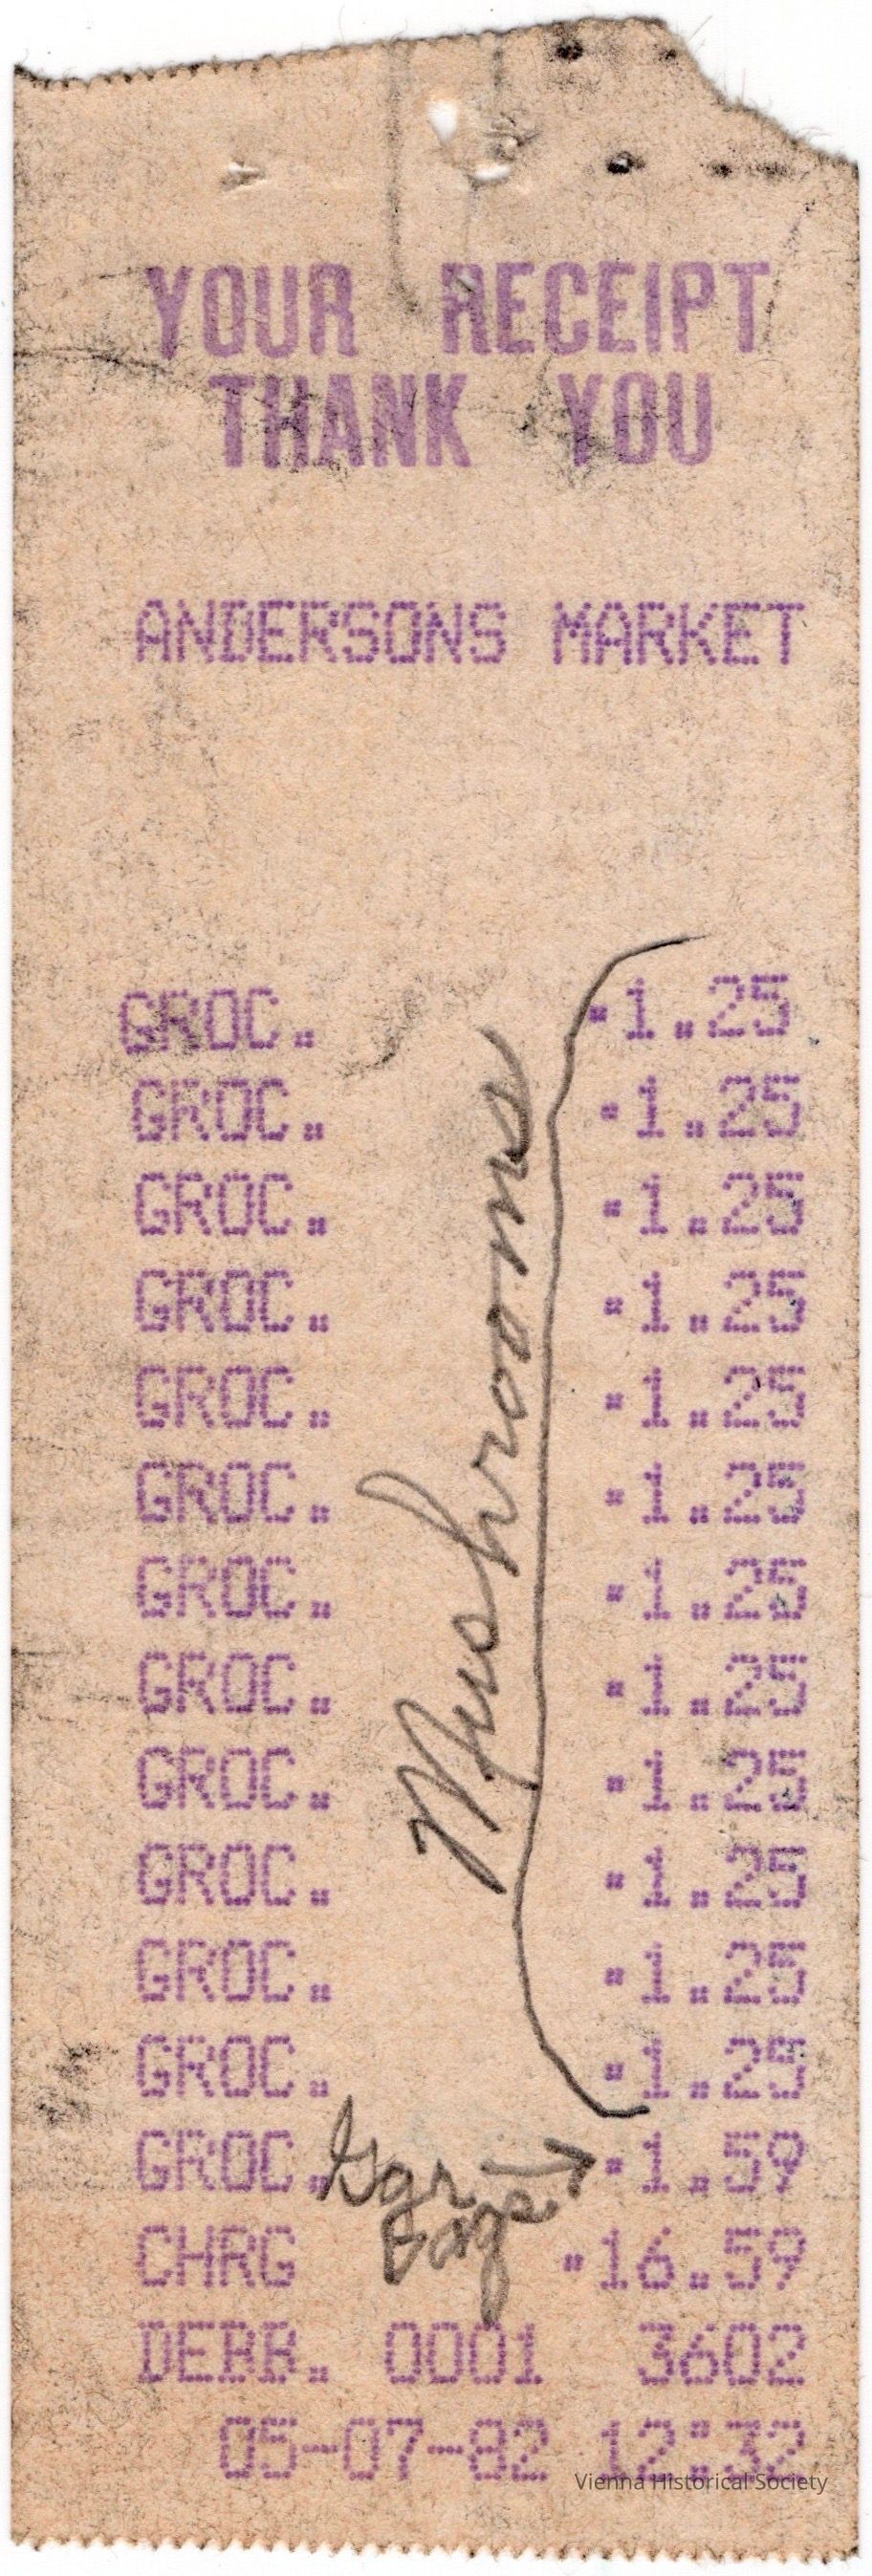 YOUR RECEIPT
THANK YOU
ANDERSONS MARKET
GROC. ·1.25
GROC. ·1.25
GROC. ·1.25
GROC. ·1.25
GROC. ·1.25
GROC. ·1.25
GROC. ·1.25
GROC. ·1.25
GROC. ·1.25
GROC. ·1.25
GROC. ·1.25
GROC. ·1.25
Mushrooms
GROC. ·1.59
Gar bags
CHRG ·16.59
DEBB. 0001 3602
05-07-82 12:32
Vienna Historical Society